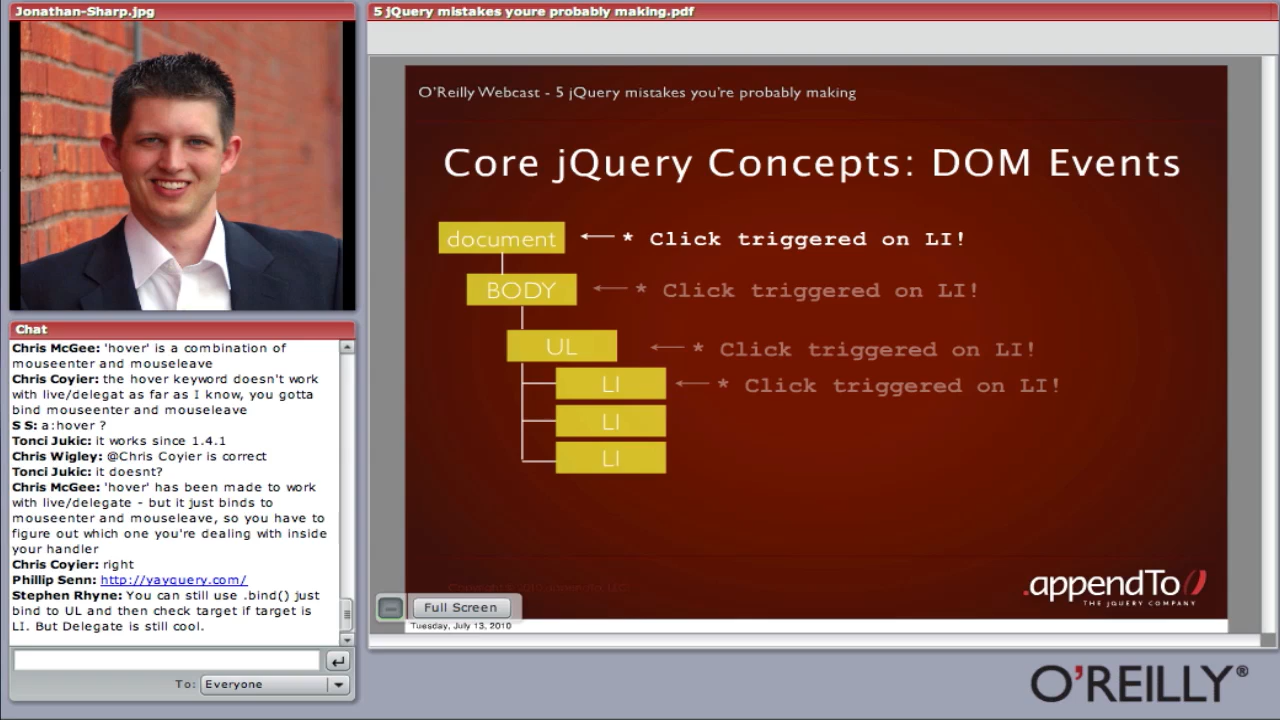 Jonathan-Sharp.jpg
5 jQuery mistakes youre probably making.pdf
O'Reilly Webcast - 5 jQuery mistakes you're probably making
Core jQuery Concepts: DOM Events
document
* Click triggered on LI!
BODY
* Click triggered on LI!
UL
* Click triggered on LI!
LI
* Click triggered on LI!
LI
LI
.appendTo()
THE jQUERY COMPANY
Full Screen
Tuesday, July 13, 2010
Chat
Chris McGee: 'hover' is a combination of
mouseenter and mouseleave
Chris Coyier: the hover keyword doesn't work
with live/delegat as far as I know, you gotta
bind mouseenter and mouseleave
S S: a:hover ?
Tonci Jukic: it works since 1.4.1
Chris Wigley: @Chris Coyier is correct
Tonci Jukic: it doesnt?
Chris McGee: 'hover' has been made to work
with live/delegate - but it just binds to
mouseenter and mouseleave, so you have to
figure out which one you're dealing with inside
your handler
Chris Coyier: right
Phillip Senn: http://yayquery.com/
Stephen Rhyne: You can still use .bind() just
bind to UL and then check target if target is
LI. But Delegate is still cool.
To: Everyone
O'REILLY®